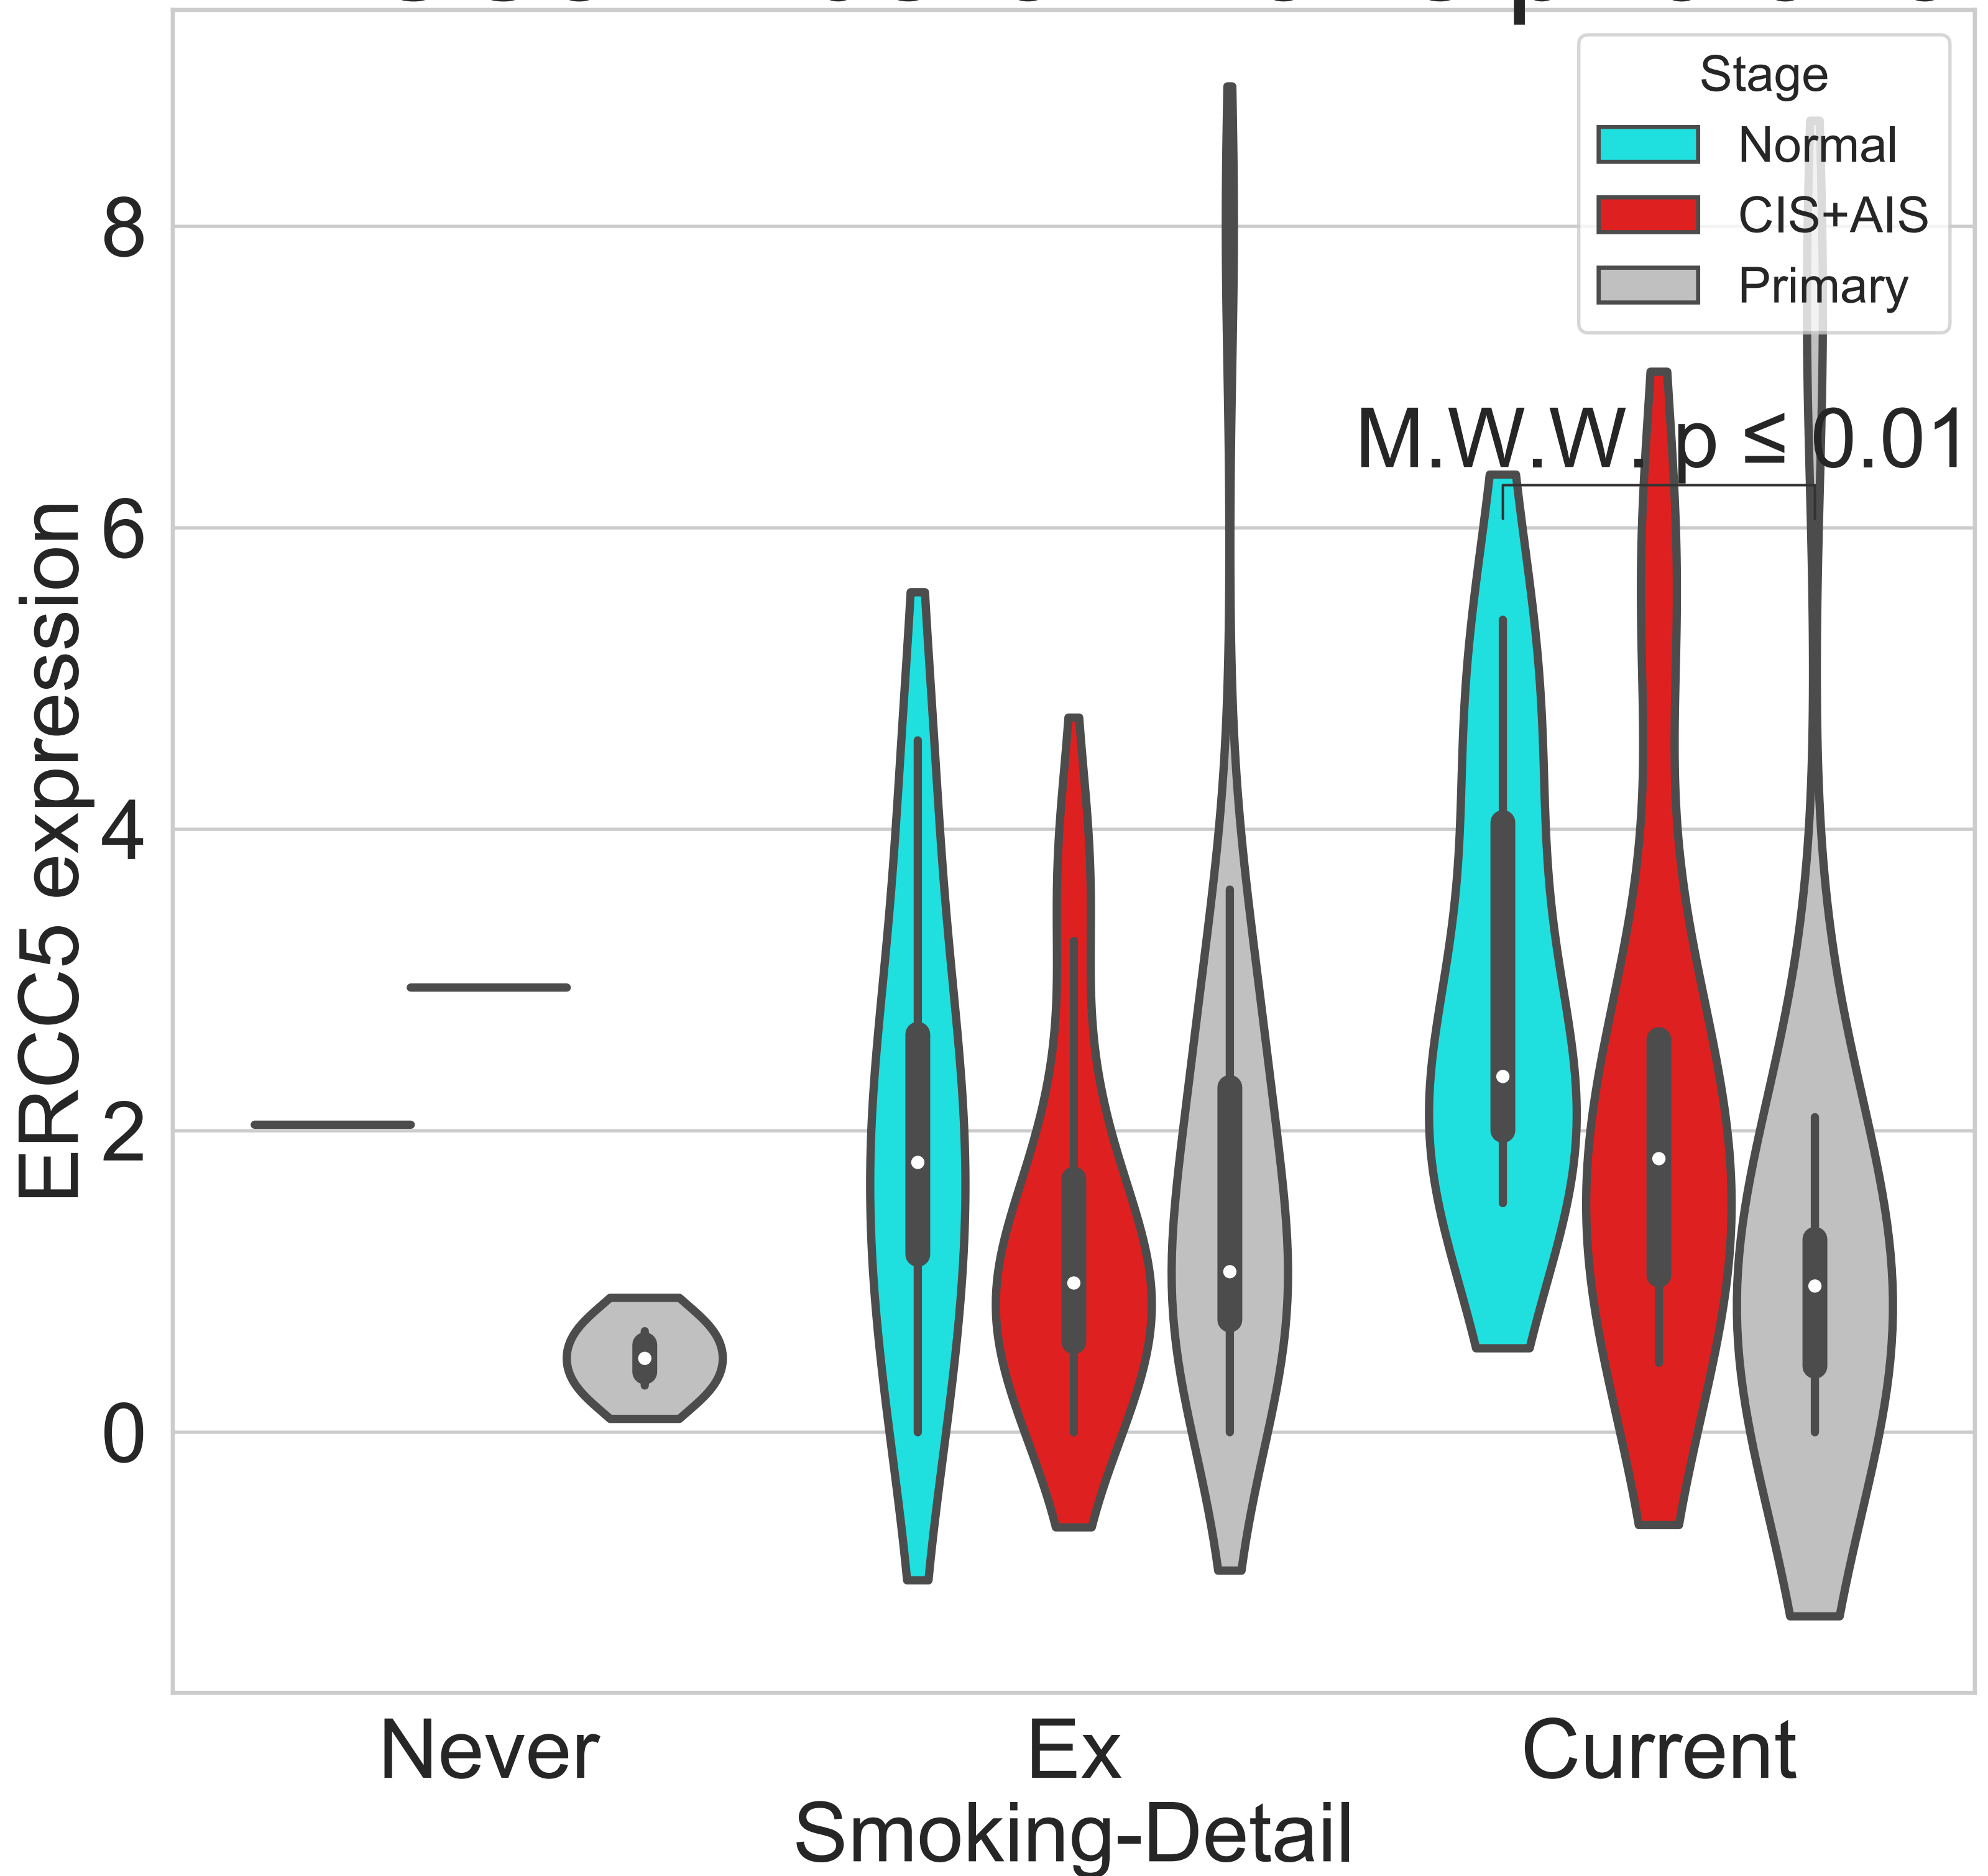 Stage
Normal
CIS+AIS
Primary
M.W.W. p ≤ 0.01
ERCC5 expression
8
6
4
2
0
Never Ex Current
Smoking-Detail